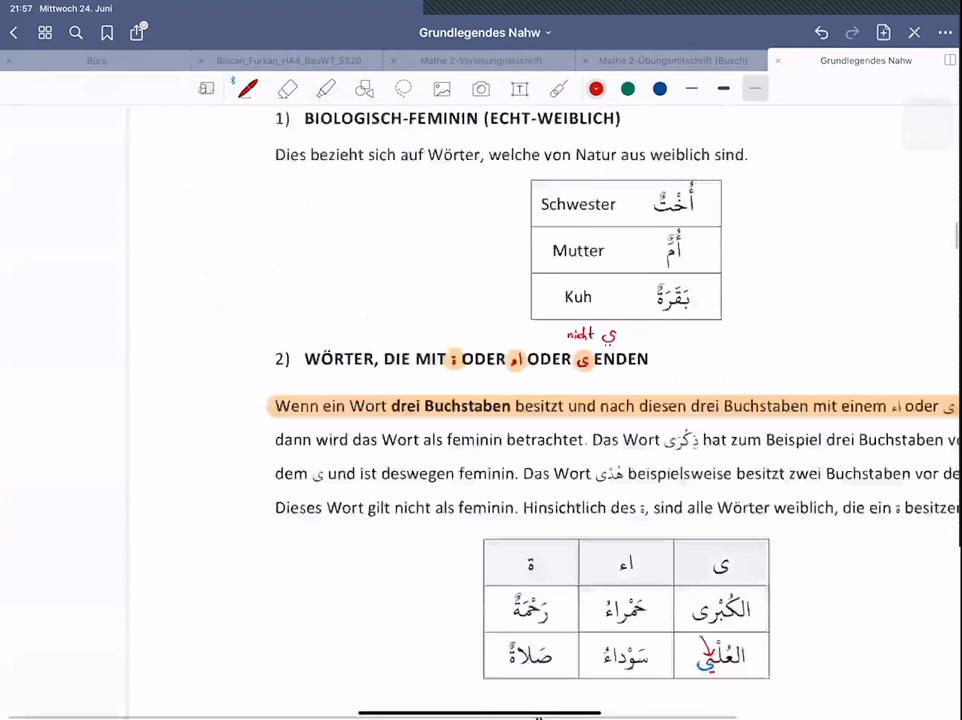 21:57 Mittwoch 24. Juni
Grundlegendes Nahw
Büro
Bilican_Furkan_HA4_BauWT_SS20
Mathe 2-Vorlesungmitschrift
Mathe 2-Übungsmitschrift (Busch)
Grundlegendes Nahw
1) BIOLOGISCH-FEMININ (ECHT-WEIBLICH)
Dies bezieht sich auf Wörter, welche von Natur aus weiblich sind.
Schwester أُخْتٌ
Mutter أُمٌّ
Kuh بَقَرَةٌ
nicht ي
2) WÖRTER, DIE MIT ة ODER اء ODER ى ENDEN
Wenn ein Wort drei Buchstaben besitzt und nach diesen drei Buchstaben mit einem اء oder ى
dann wird das Wort als feminin betrachtet. Das Wort ذِكْرَى hat zum Beispiel drei Buchstaben v
dem ى und ist deswegen feminin. Das Wort هُدًى beispielsweise besitzt zwei Buchstaben vor de
Dieses Wort gilt nicht als feminin. Hinsichtlich des ة, sind alle Wörter weiblich, die ein ة besitze
ة اء ى
رَحْمَةٌ حَمْراءُ الكُبْرى
صَلاةٌ سَوْداءُ